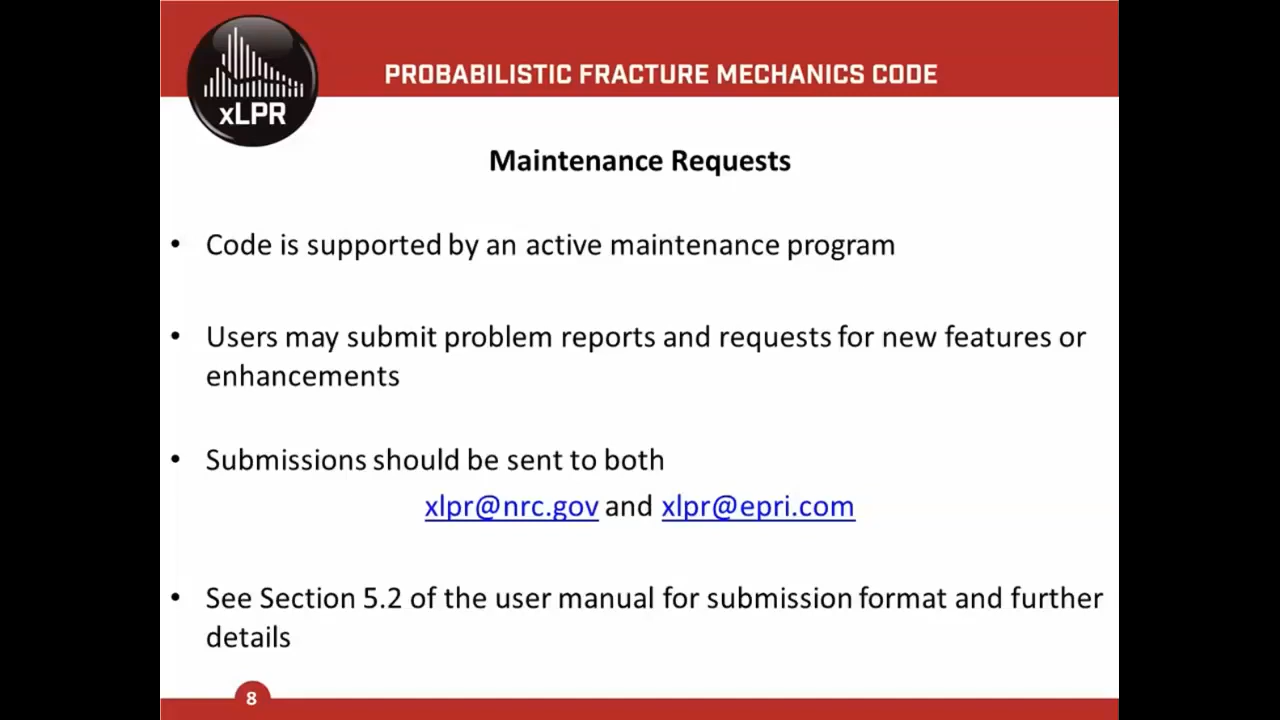 xLPR
PROBABILISTIC FRACTURE MECHANICS CODE
Maintenance Requests
• Code is supported by an active maintenance program
• Users may submit problem reports and requests for new features or
enhancements
• Submissions should be sent to both
xlpr@nrc.gov and xlpr@epri.com
• See Section 5.2 of the user manual for submission format and further
details
8